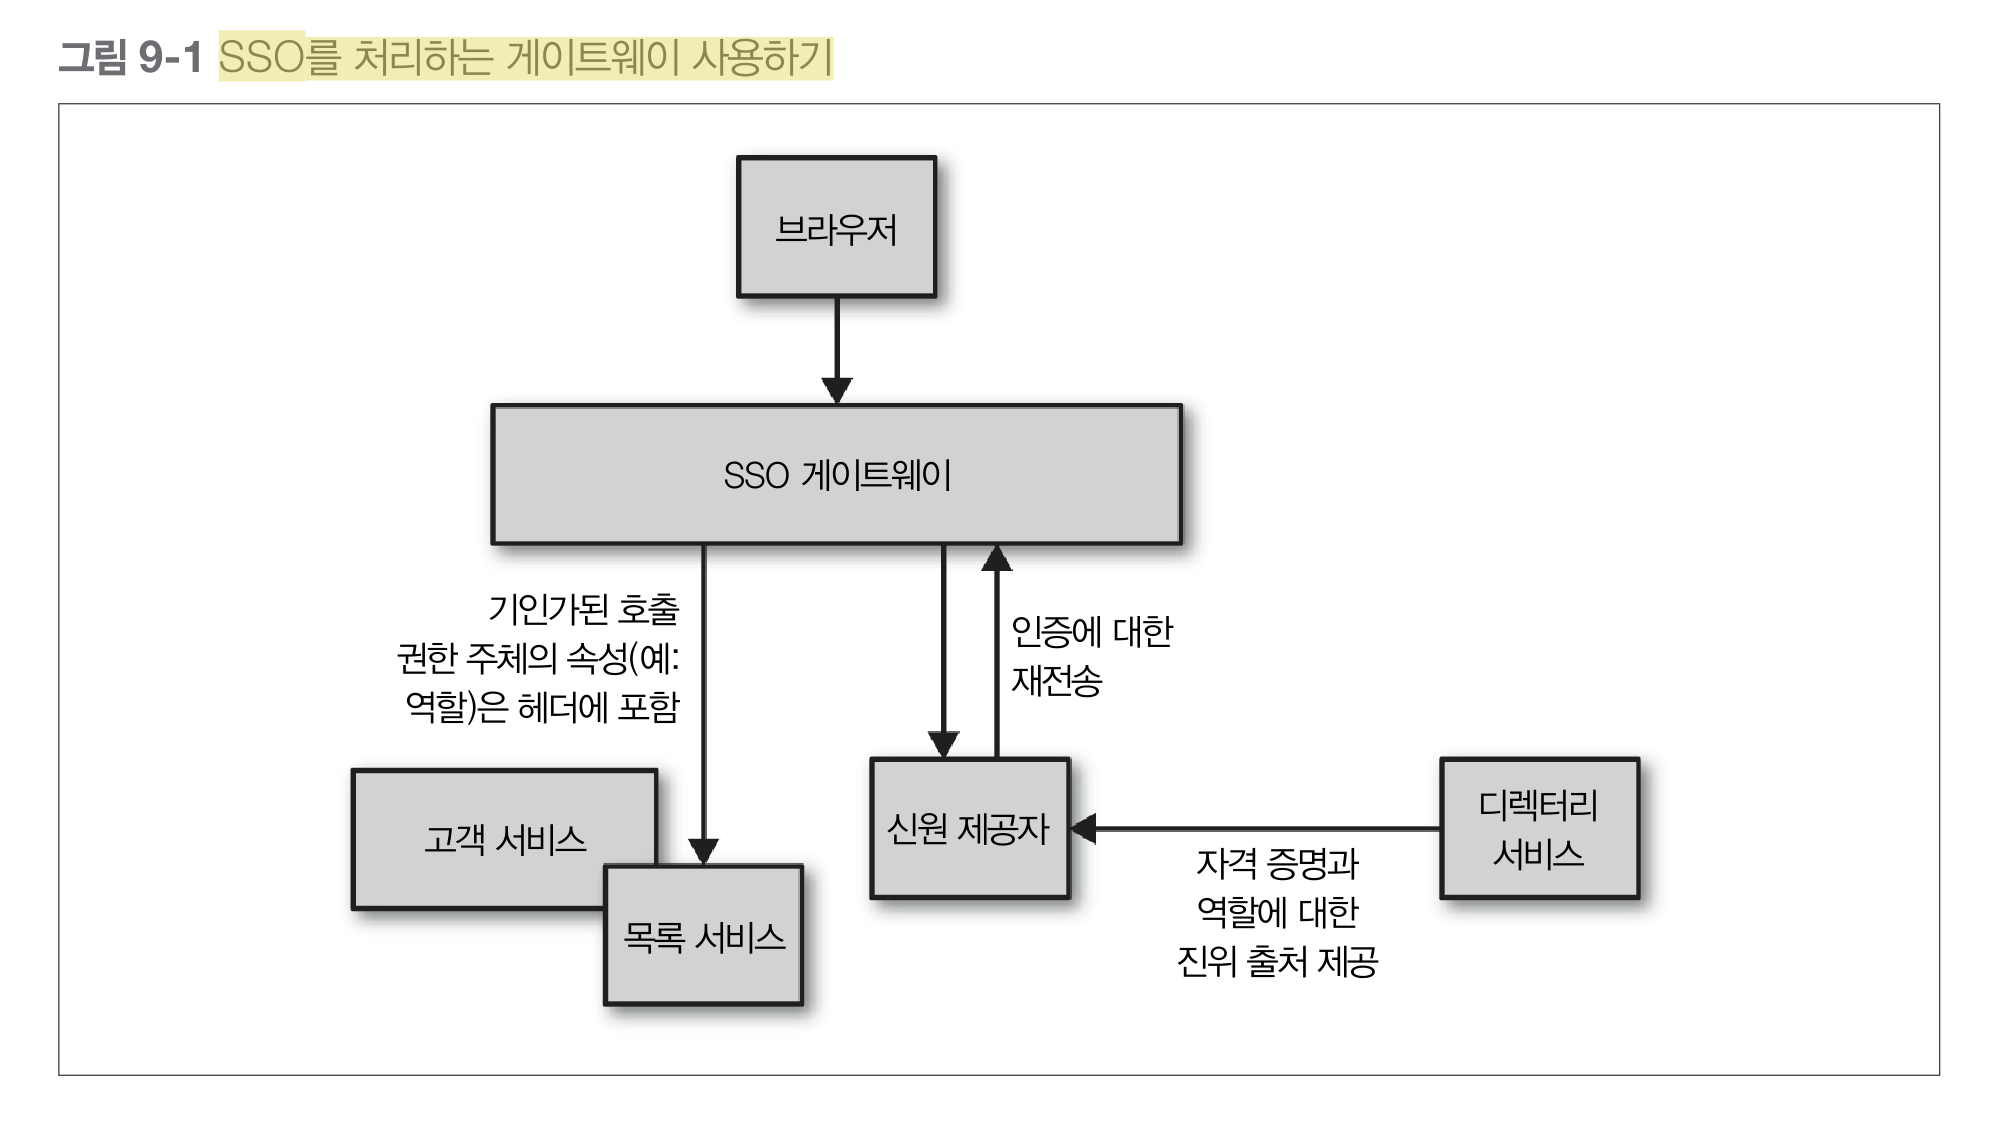 그림 9-1 SSO를 처리하는 게이트웨이 사용하기
브라우저
SSO 게이트웨이
기인가된 호출
권한 주체의 속성(예:
역할)은 헤더에 포함
인증에 대한
재전송
고객 서비스
목록 서비스
신원 제공자
디렉터리
서비스
자격 증명과
역할에 대한
진위 출처 제공